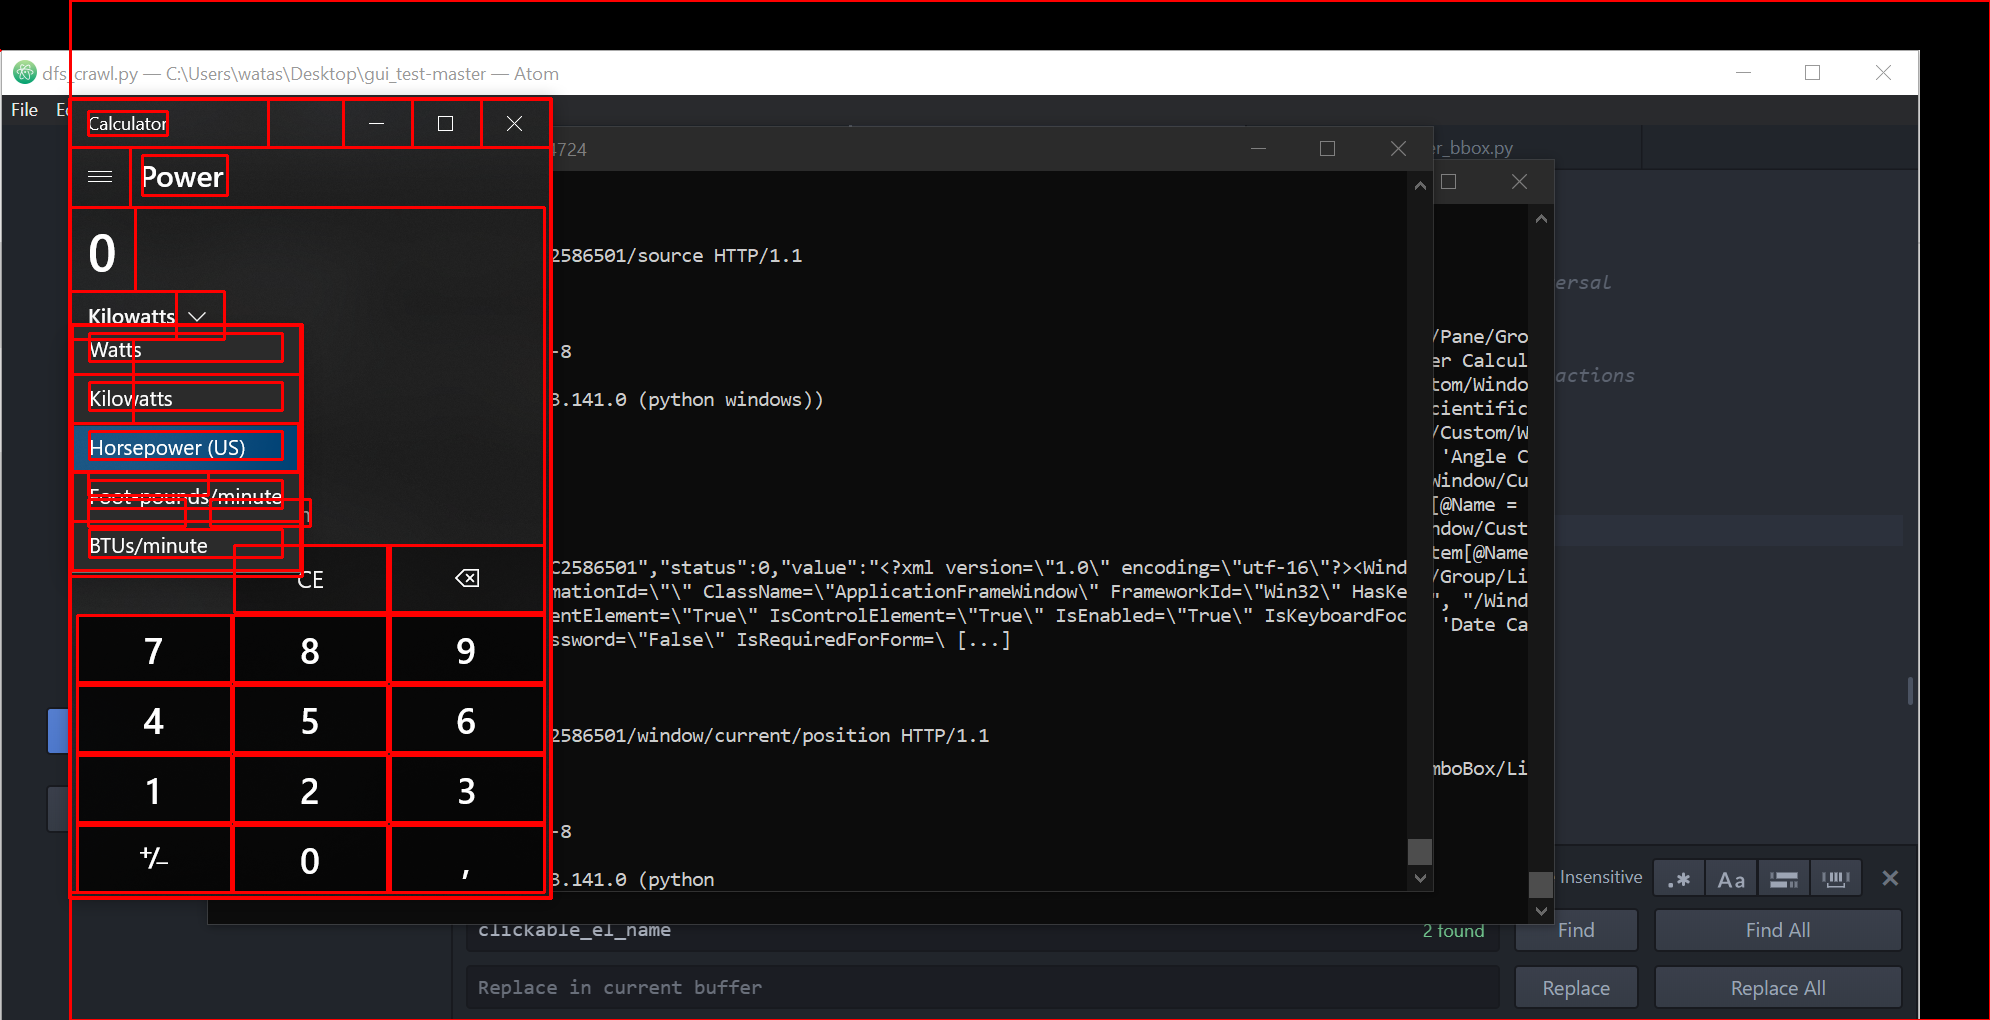 dfs_crawl.py — C:\Users\watas\Desktop\gui_test-master — Atom
File
Calculator
4724
er_bbox.py
Power
0
2586501/source HTTP/1.1
ersal
Kilowatts
/Pane/Gro
Watts
-8
er Calcul
actions
tom/Windo
Kilowatts
3.141.0 (python windows))
cientific
/Custom/W
Horsepower (US)
'Angle C
Window/Cu
Foot-pounds/minute
[@Name =
ndow/Cust
BTUs/minute
tem[@Name
CE
C2586501","status":0,"value":"<?xml version=\"1.0\" encoding=\"utf-16\"?><Wind
/Group/Li
mationId=\"\" ClassName=\"ApplicationFrameWindow\" FrameworkId=\"Win32\" HasKe
", "/Wind
entElement=\"True\" IsControlElement=\"True\" IsEnabled=\"True\" IsKeyboardFoc
'Date Ca
ssword=\"False\" IsRequiredForForm=\ [...]
7 8 9
4 5 6
2586501/window/current/position HTTP/1.1
mboBox/Li
1 2 3
-8
+/− 0 ,
3.141.0 (python
Insensitive
.* Aa
clickable_el_name
2 found
Find
Find All
Replace in current buffer
Replace
Replace All